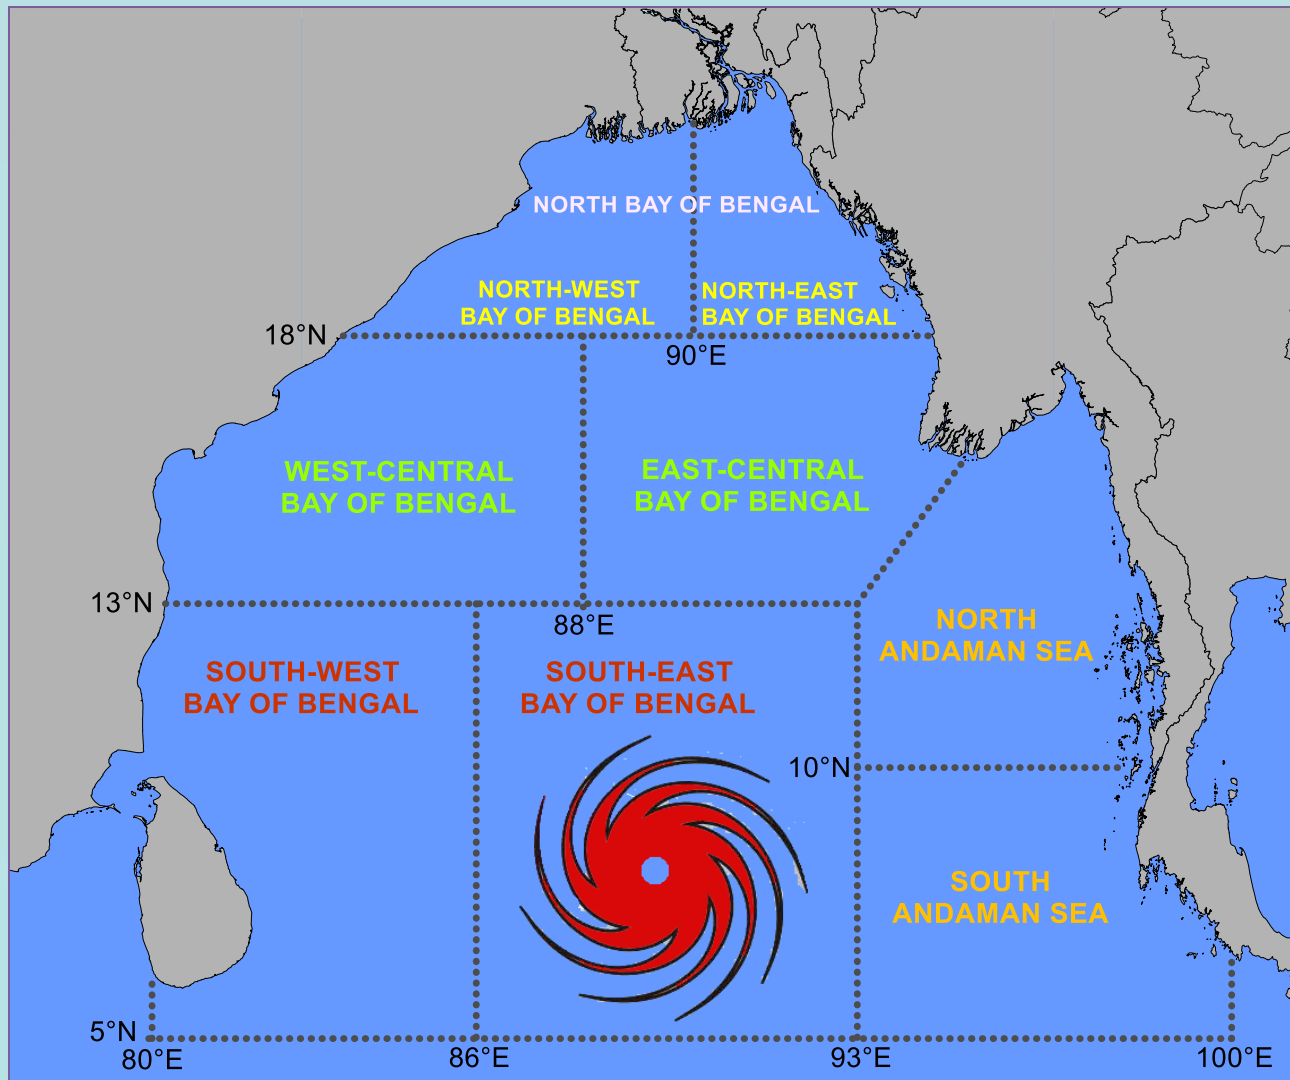 NORTH BAY OF BENGAL
NORTH-WEST
BAY OF BENGAL
NORTH-EAST
BAY OF BENGAL
18°N
90°E
WEST-CENTRAL
BAY OF BENGAL
EAST-CENTRAL
BAY OF BENGAL
13°N
88°E
NORTH
ANDAMAN SEA
SOUTH-WEST
BAY OF BENGAL
SOUTH-EAST
BAY OF BENGAL
10°N
SOUTH
ANDAMAN SEA
5°N
80°E
86°E
93°E
100°E